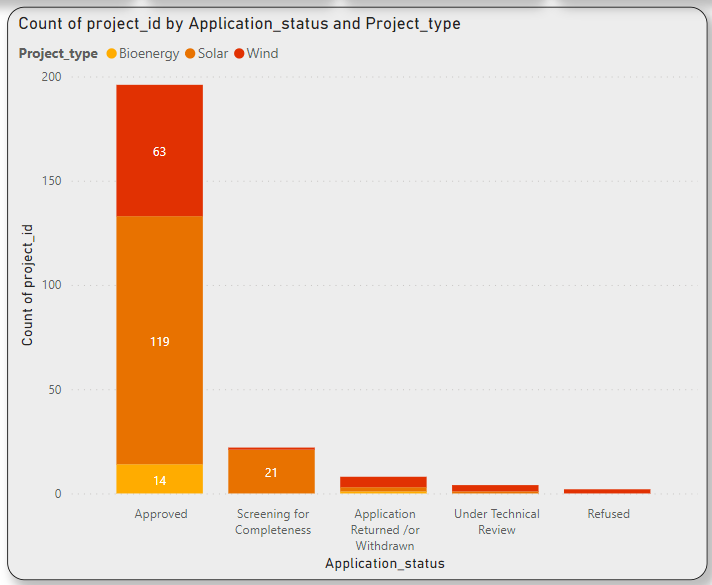 Count of project_id by Application_status and Project_type
Project_type Bioenergy Solar Wind
200
150
100
50
0
Count of project_id
63
119
14
21
Approved
Screening for
Completeness
Application
Returned /or
Withdrawn
Under Technical
Review
Refused
Application_status